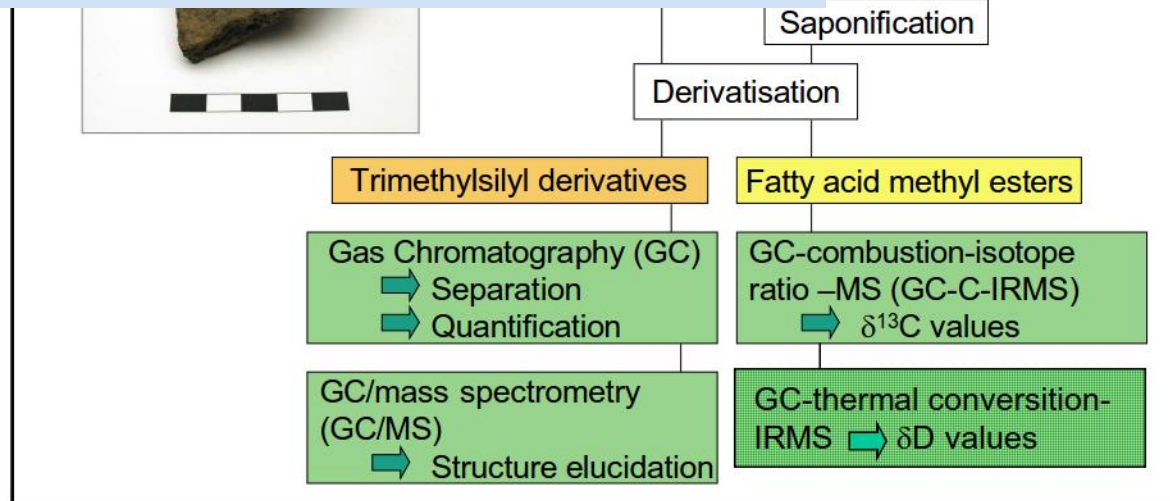 Saponification
Derivatisation
Trimethylsilyl derivatives
Fatty acid methyl esters
Gas Chromatography (GC)
Separation
Quantification
GC-combustion-isotope
ratio –MS (GC-C-IRMS)
δ¹³C values
GC/mass spectrometry
(GC/MS)
Structure elucidation
GC-thermal conversition-
IRMS δD values